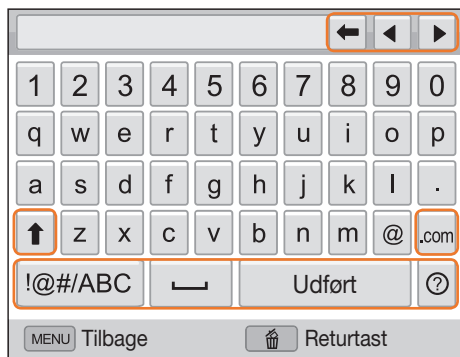 1 2 3 4 5 6 7 8 9 0
q w e r t y u i o p
a s d f g h j k l .
z x c v b n m @ .com
!@#/ABC Udført ?
MENU Tilbage Returtast